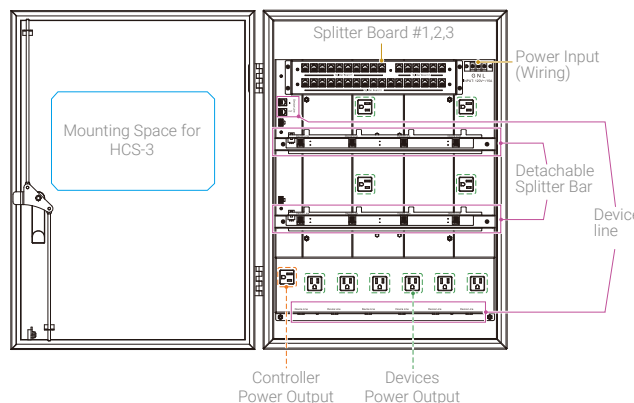 Splitter Board #1,2,3
Power Input
(Wiring)
G N L
Mounting Space for
HCS-3
Detachable
Splitter Bar
Device
line
Controller
Power Output
Devices
Power Output